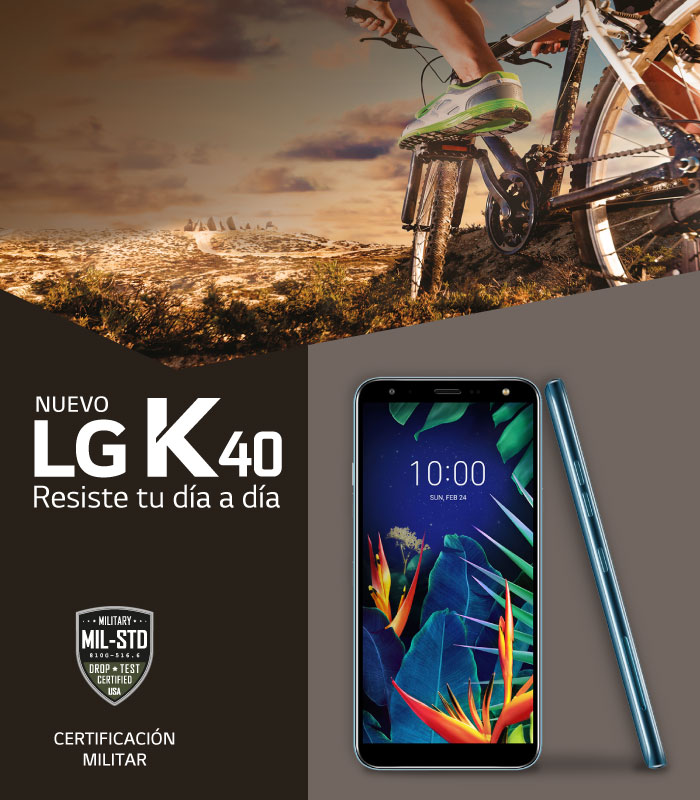 NUEVO
LG K40
Resiste tu día a día
10:00
SUN, FEB 24
MILITARY
MIL-STD
810G-516.6
DROP ★ TEST
CERTIFIED
USA
CERTIFICACIÓN
MILITAR